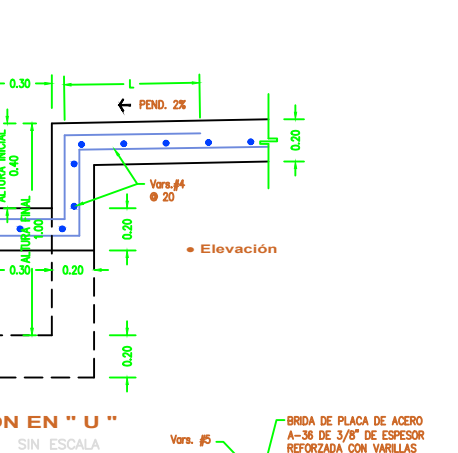 0.30
L
PEND. 2%
0.20
ALTURA INICIAL
0.40
Vars.#4
@ 20
ALTURA FINAL
1.00
0.20
Elevación
0.30
0.20
0.20
ON EN " U "
SIN ESCALA
Vars. #5
BRIDA DE PLACA DE ACERO
A-36 DE 3/8" DE ESPESOR
REFORZADA CON VARILLAS